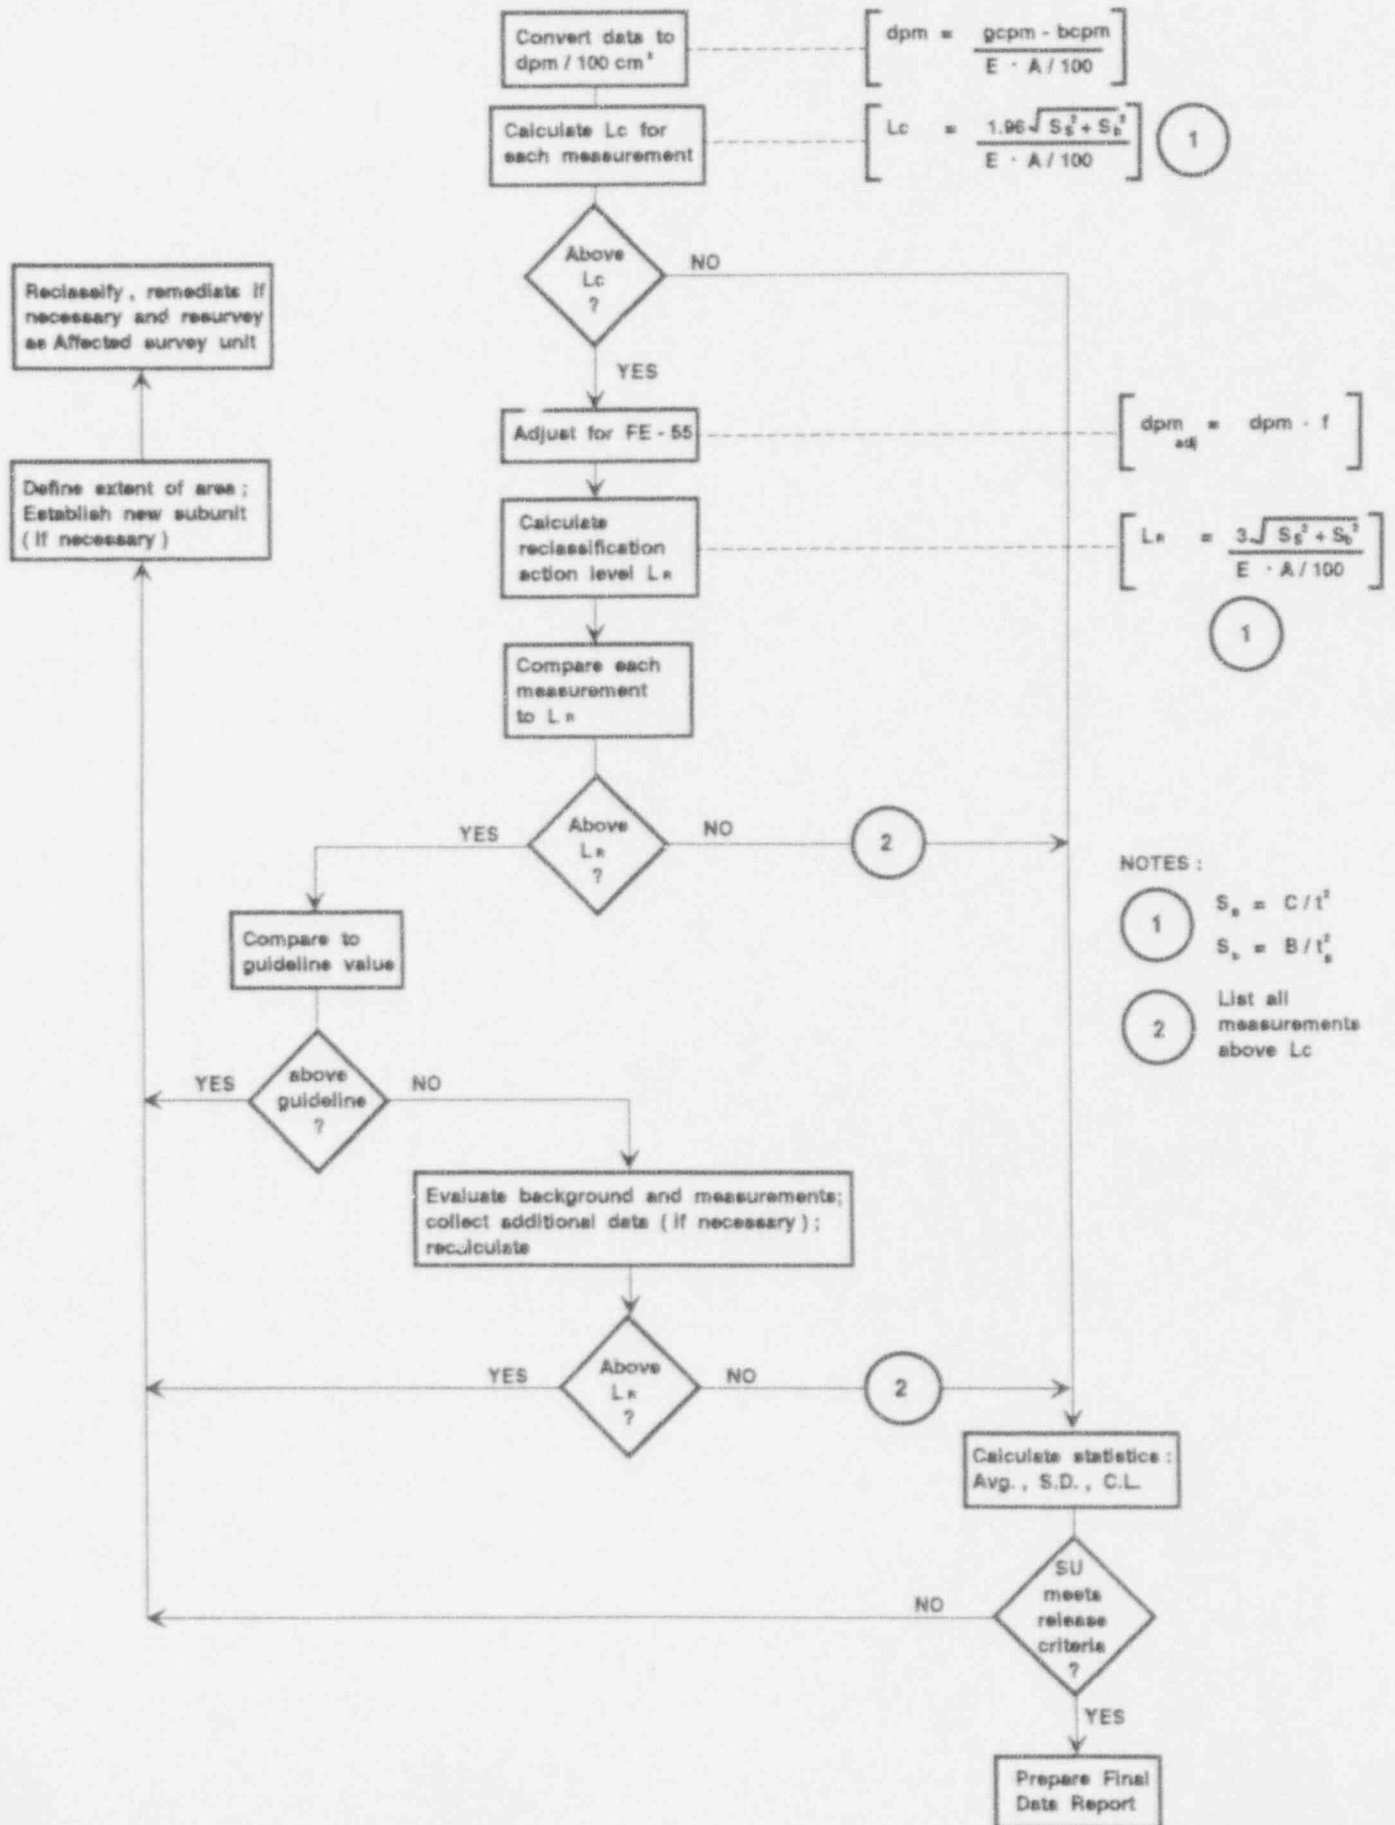 Convert data to
dpm / 100 cm²
[ dpm = gcpm - bcpm
E · A / 100 ]
Calculate Lc for
each measurement
[ Lc = 1.96√ Ss² + Sb²
E · A / 100 ]
1
Above
Lc
?
NO
YES
Reclassify, remediate if
necessary and resurvey
as Affected survey unit
Adjust for FE - 55
[ dpm adj = dpm · f ]
Define extent of area;
Establish new subunit
( if necessary )
Calculate
reclassification
action level LR
[ LR = 3√ Ss² + Sb²
E · A / 100 ]
1
Compare each
measurement
to LR
Above
LR
?
YES
NO
2
Compare to
guideline value
NOTES :
1
Ss = C / t²
Sb = B / t²B
2
List all
measurements
above Lc
above
guideline
?
YES
NO
Evaluate background and measurements;
collect additional data ( if necessary ) ;
recalculate
Above
LR
?
YES
NO
2
Calculate statistics :
Avg. , S.D. , C.L.
SU
meets
release
criteria
?
NO
YES
Prepare Final
Data Report